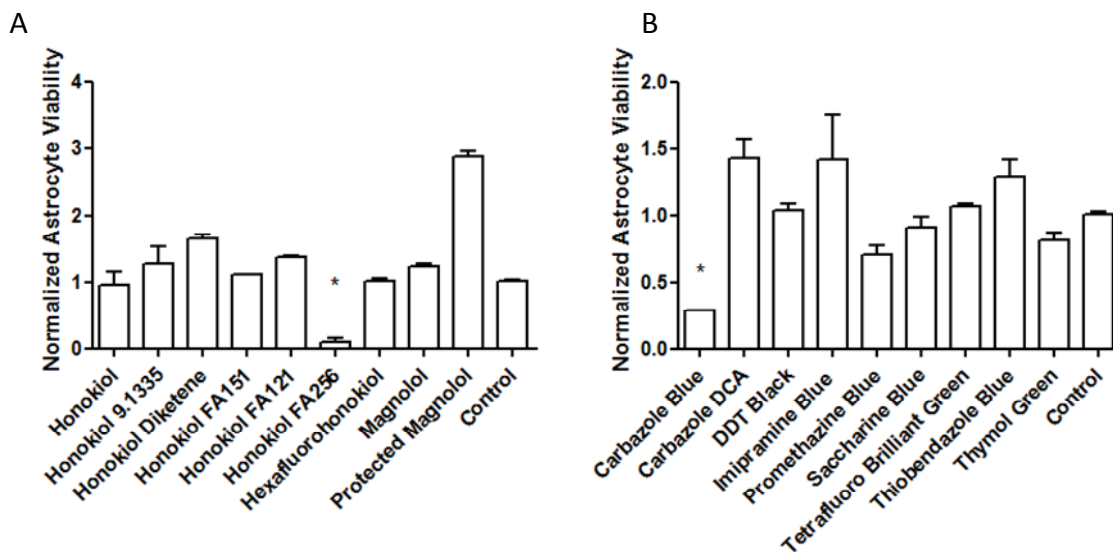 A
Normalized Astrocyte Viability
4
3
2
1
0
*
Honokiol
Honokiol 9.1335
Honokiol Diketene
Honokiol FA151
Honokiol FA121
Honokiol FA256
Hexafluorohonokiol
Magnolol
Protected Magnolol
Control
B
Normalized Astrocyte Viability
2.0
1.5
1.0
0.5
0.0
*
Carbazole Blue
Carbazole DCA
DDT Black
Imipramine Blue
Promethazine Blue
Saccharine Blue
Tetrafluoro Brilliant Green
Thiobendazole Blue
Thymol Green
Control